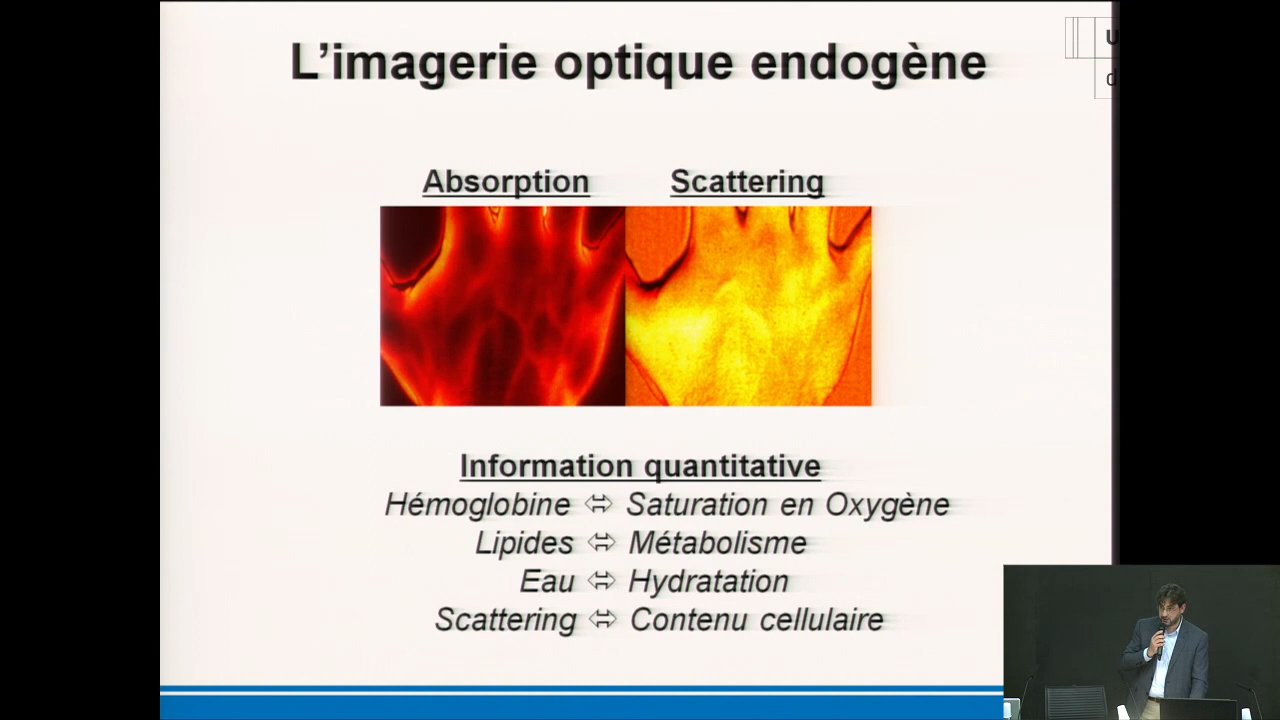 L’imagerie optique endogène
Absorption Scattering
Information quantitative
Hémoglobine ⬄ Saturation en Oxygène
Lipides ⬄ Métabolisme
Eau ⬄ Hydratation
Scattering ⬄ Contenu cellulaire